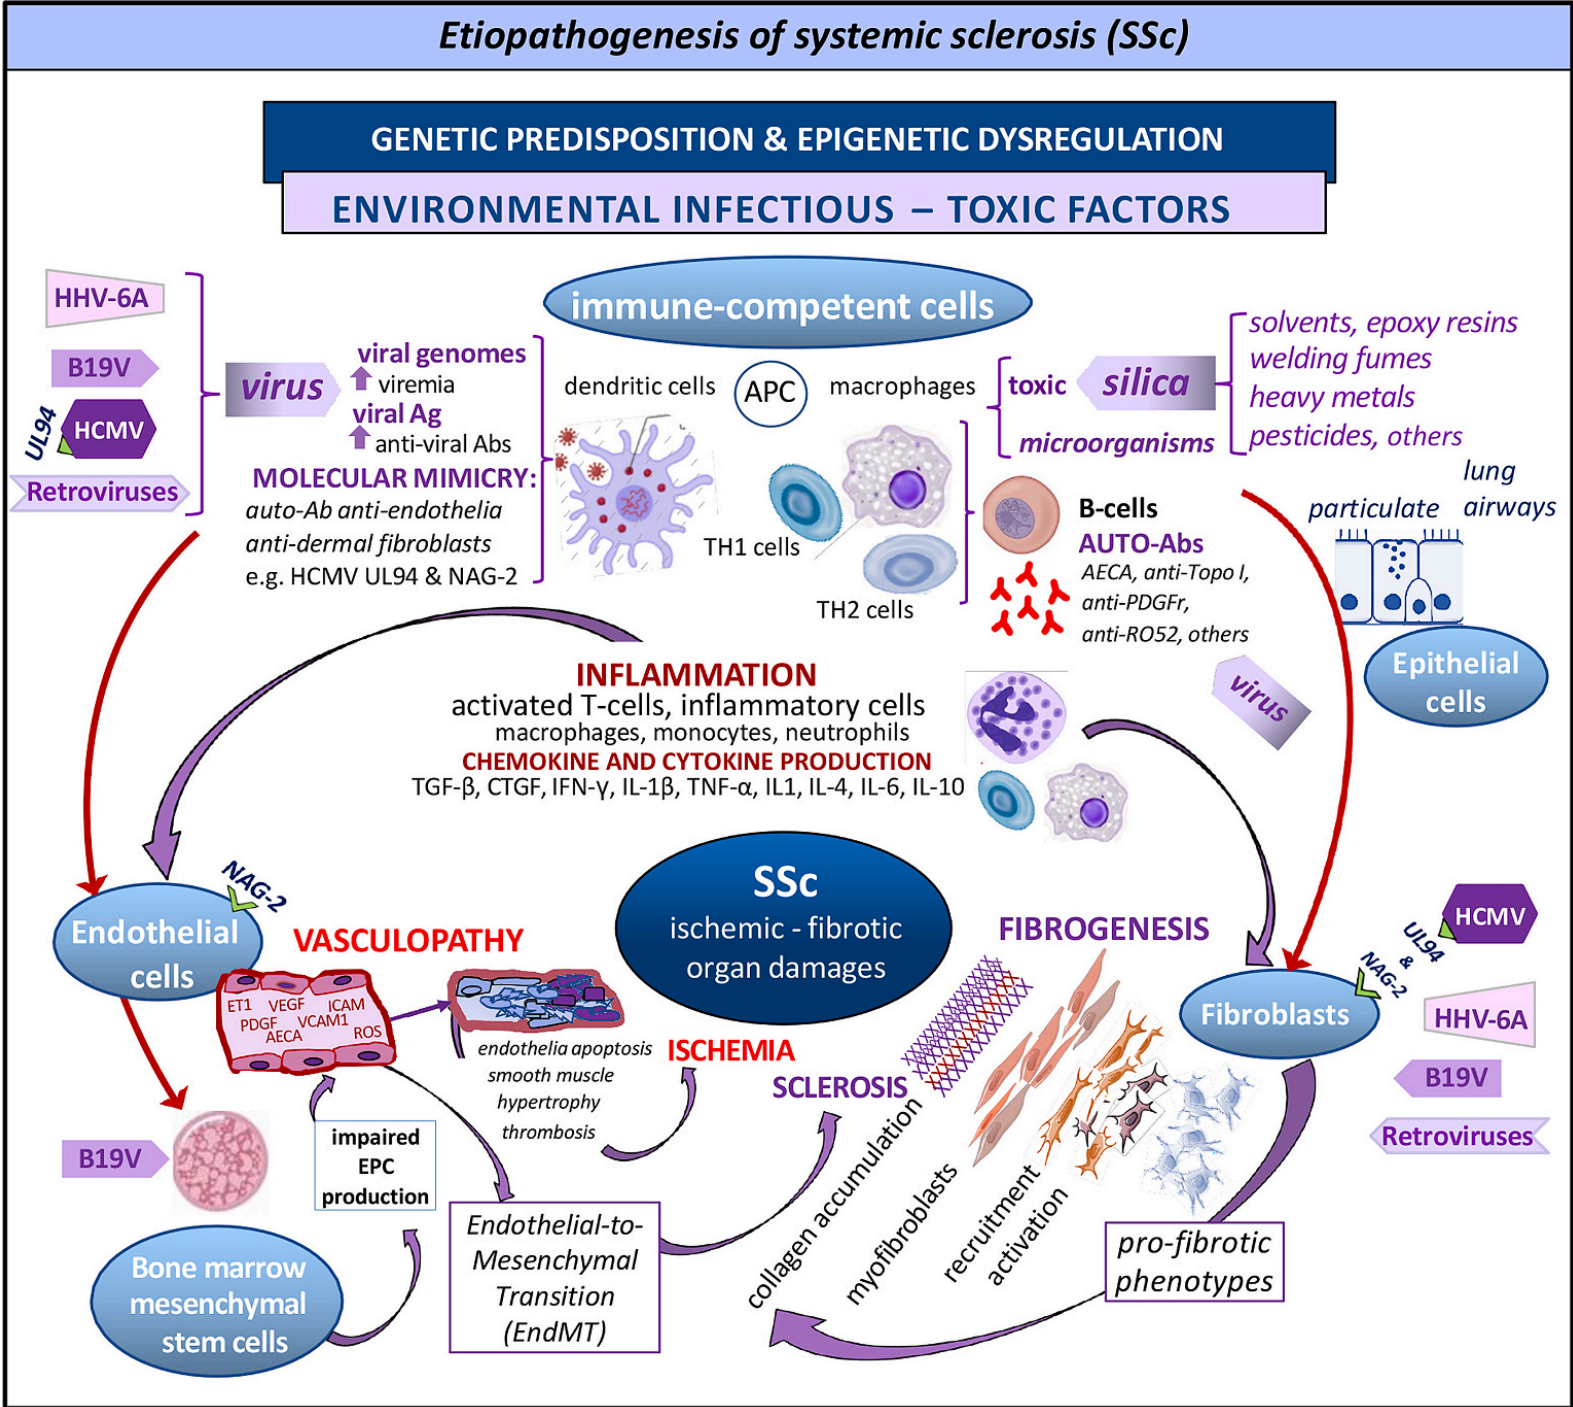 Etiopathogenesis of systemic sclerosis (SSc)
GENETIC PREDISPOSITION & EPIGENETIC DYSREGULATION
ENVIRONMENTAL INFECTIOUS – TOXIC FACTORS
immune-competent cells
HHV-6A
B19V
UL94
HCMV
Retroviruses
virus
viral genomes
viremia
viral Ag
anti-viral Abs
MOLECULAR MIMICRY:
auto-Ab anti-endothelia
anti-dermal fibroblasts
e.g. HCMV UL94 & NAG-2
dendritic cells
APC
macrophages
TH1 cells
TH2 cells
toxic
silica
microorganisms
solvents, epoxy resins
welding fumes
heavy metals
pesticides, others
B-cells
AUTO-Abs
AECA, anti-Topo I,
anti-PDGFr,
anti-RO52, others
particulate
lung
airways
Epithelial
cells
virus
INFLAMMATION
activated T-cells, inflammatory cells
macrophages, monocytes, neutrophils
CHEMOKINE AND CYTOKINE PRODUCTION
TGF-β, CTGF, IFN-γ, IL-1β, TNF-α, IL1, IL-4, IL-6, IL-10
SSc
ischemic - fibrotic
organ damages
NAG-2
Endothelial
cells
VASCULOPATHY
ET1 VEGF ICAM
PDGF VCAM1
AECA ROS
endothelia apoptosis
smooth muscle
hypertrophy
thrombosis
ISCHEMIA
SCLEROSIS
FIBROGENESIS
B19V
impaired
EPC
production
Bone marrow
mesenchymal
stem cells
Endothelial-to-
Mesenchymal
Transition
(EndMT)
collagen accumulation
myofibroblasts
recruitment
activation
pro-fibrotic
phenotypes
Fibroblasts
HCMV
UL94
&
NAG-2
HHV-6A
B19V
Retroviruses